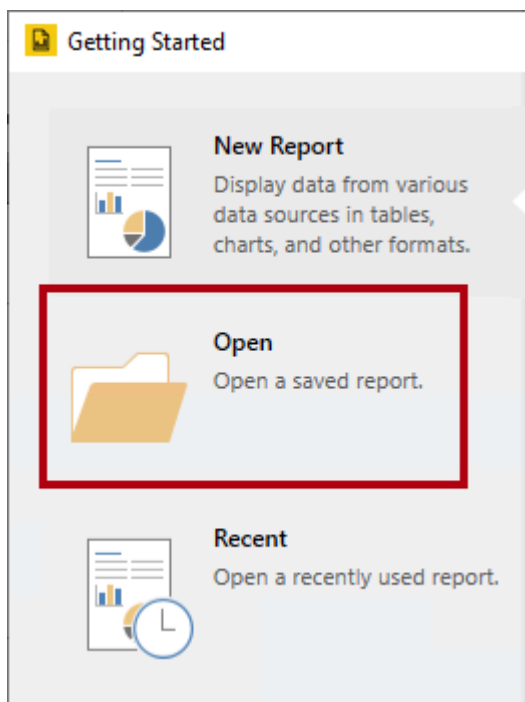 Getting Started
New Report
Display data from various
data sources in tables,
charts, and other formats.
Open
Open a saved report.
Recent
Open a recently used report.